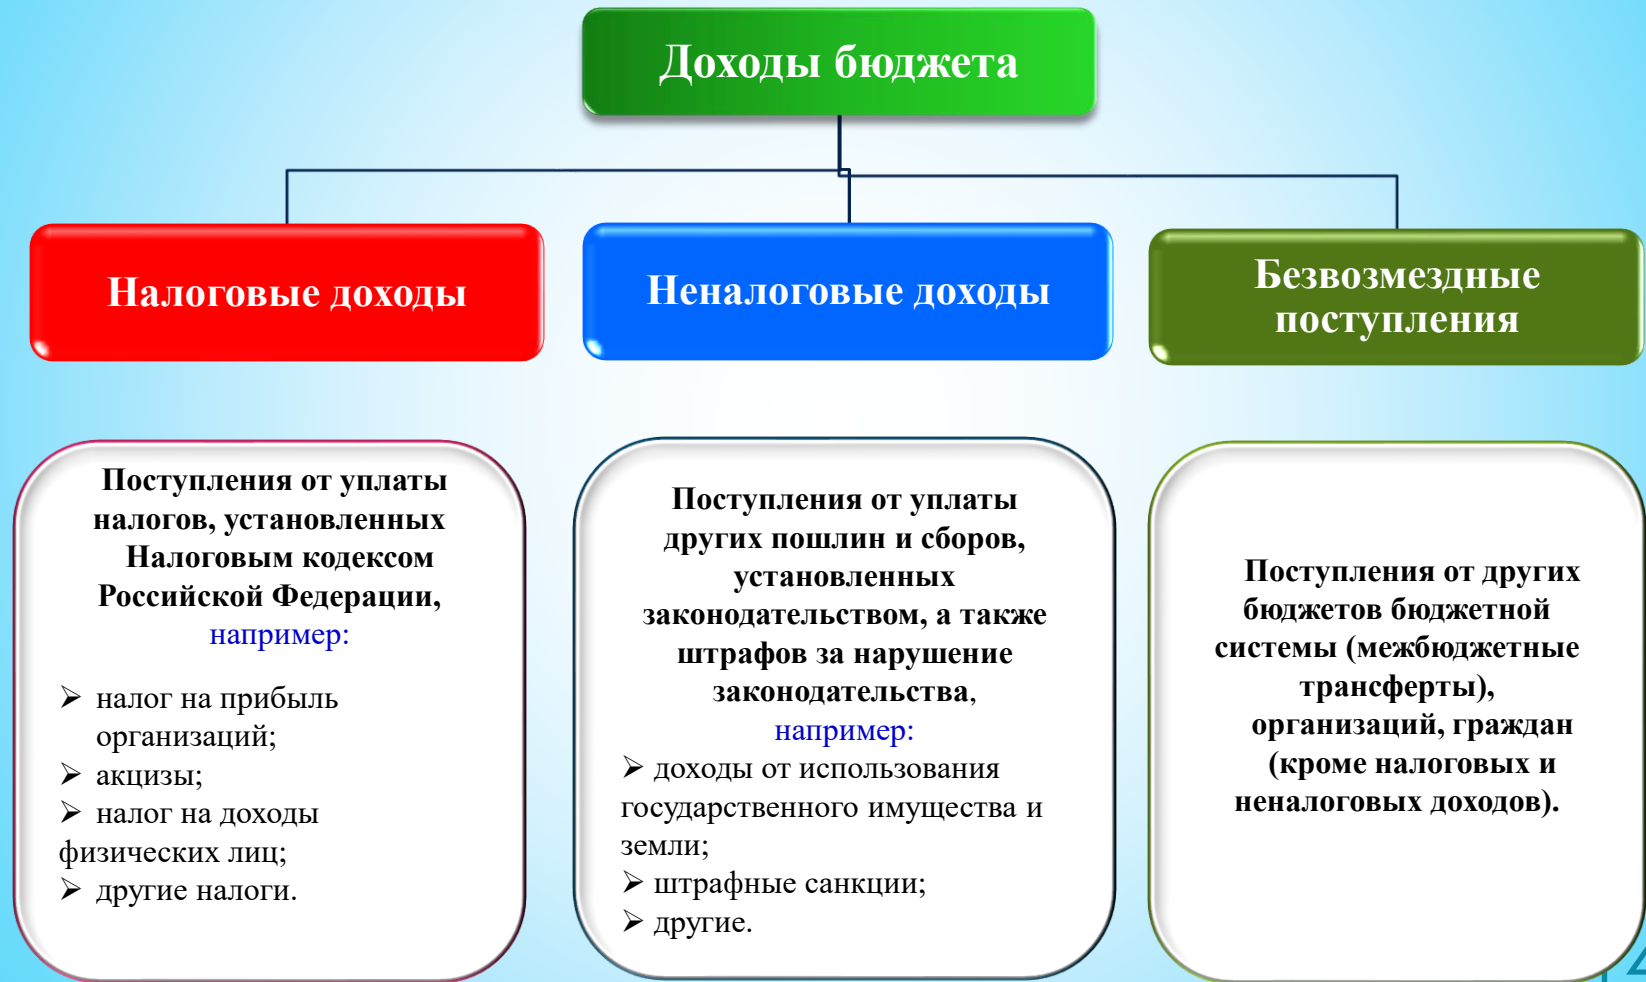 Доходы бюджета
Налоговые доходы
Неналоговые доходы
Безвозмездные
поступления
Поступления от уплаты
налогов, установленных
Налоговым кодексом
Российской Федерации,
например:
➢ налог на прибыль
организаций;
➢ акцизы;
➢ налог на доходы
физических лиц;
➢ другие налоги.
Поступления от уплаты
других пошлин и сборов,
установленных
законодательством, а также
штрафов за нарушение
законодательства,
например:
➢ доходы от использования
государственного имущества и
земли;
➢ штрафные санкции;
➢ другие.
Поступления от других
бюджетов бюджетной
системы (межбюджетные
трансферты),
организаций, граждан
(кроме налоговых и
неналоговых доходов).